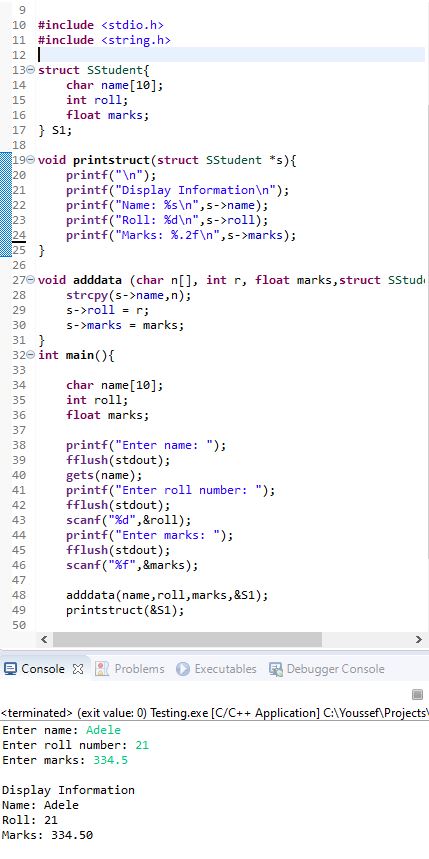 9
10 #include <stdio.h>
11 #include <string.h>
12
13 struct SStudent{
14 char name[10];
15 int roll;
16 float marks;
17 } S1;
18
19 void printstruct(struct SStudent *s){
20 printf("\n");
21 printf("Display Information\n");
22 printf("Name: %s\n",s->name);
23 printf("Roll: %d\n",s->roll);
24 printf("Marks: %.2f\n",s->marks);
25 }
26
27 void adddata (char n[], int r, float marks,struct SStud
28 strcpy(s->name,n);
29 s->roll = r;
30 s->marks = marks;
31 }
32 int main(){
33
34 char name[10];
35 int roll;
36 float marks;
37
38 printf("Enter name: ");
39 fflush(stdout);
40 gets(name);
41 printf("Enter roll number: ");
42 fflush(stdout);
43 scanf("%d",&roll);
44 printf("Enter marks: ");
45 fflush(stdout);
46 scanf("%f",&marks);
47
48 adddata(name,roll,marks,&S1);
49 printstruct(&S1);
50
Console Problems Executables Debugger Console
<terminated> (exit value: 0) Testing.exe [C/C++ Application] C:\Youssef\Projects\
Enter name: Adele
Enter roll number: 21
Enter marks: 334.5

Display Information
Name: Adele
Roll: 21
Marks: 334.50